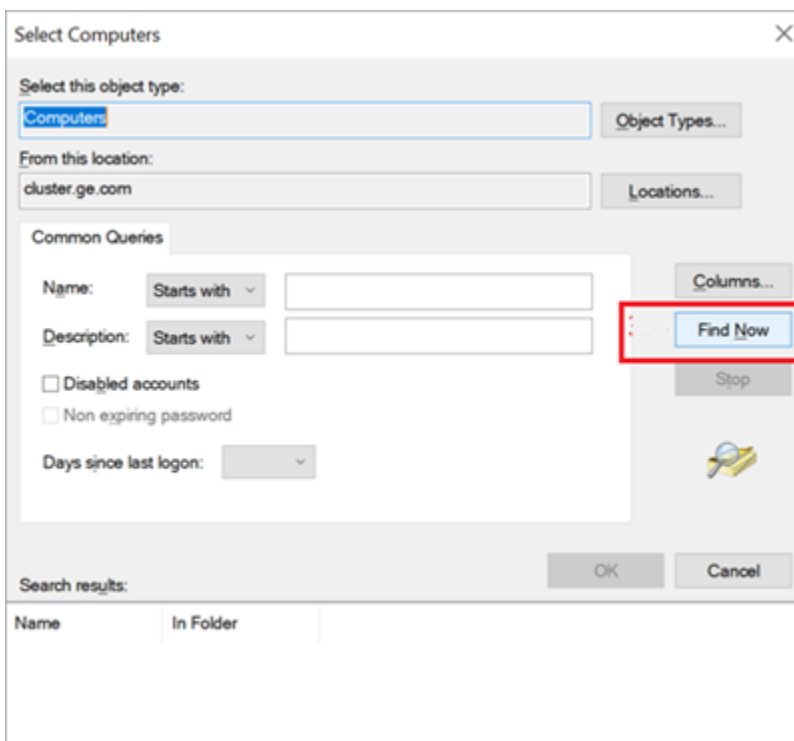 Select Computers
Select this object type:
Computers
Object Types...
From this location:
cluster.ge.com
Locations...
Common Queries
Name:
Starts with
Columns...
Description:
Starts with
Find Now
Disabled accounts
Stop
Non expiring password
Days since last logon:
OK
Cancel
Search results:
Name
In Folder